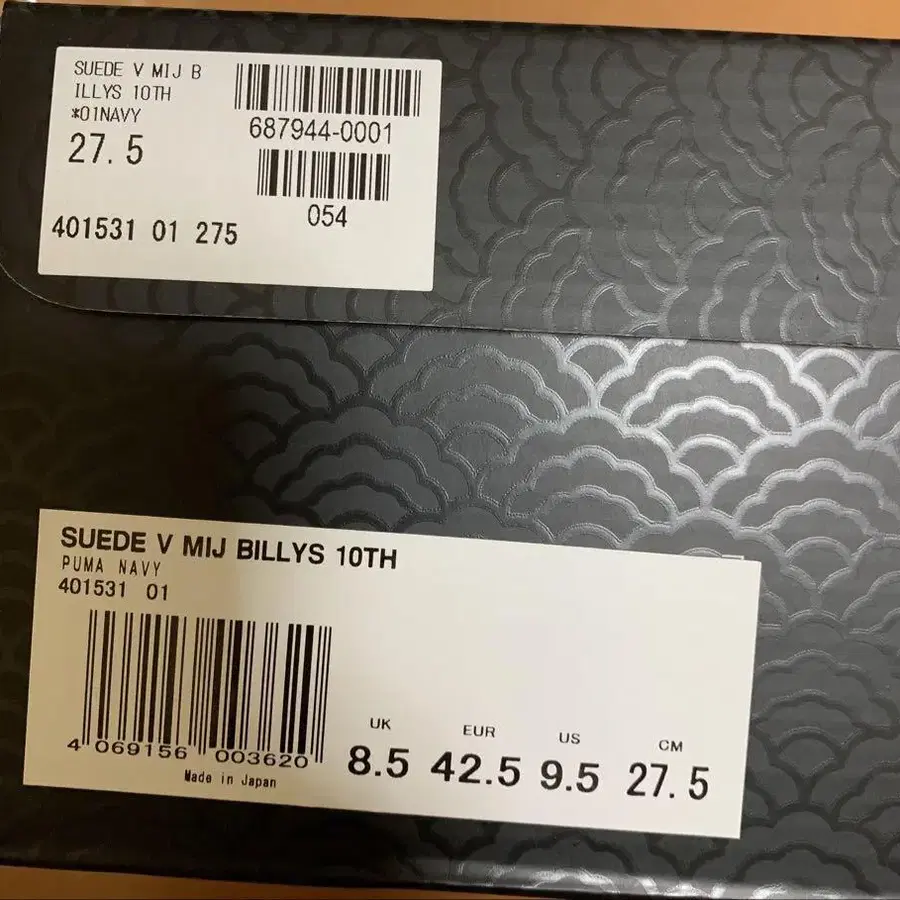 SUEDE V MIJ B
ILLYS 10TH
*01NAVY
27.5
687944-0001
054
401531 01 275
SUEDE V MIJ BILLYS 10TH
PUMA NAVY
401531 01
4 069156 003620
Made in Japan
UK EUR US CM
8.5 42.5 9.5 27.5